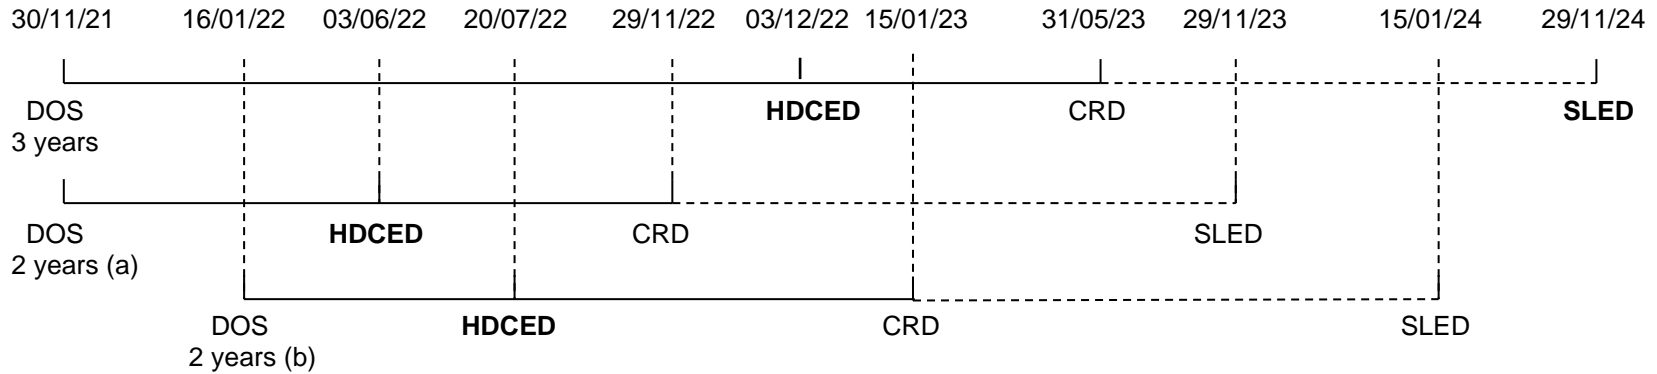 30/11/21 16/01/22 03/06/22 20/07/22 29/11/22 03/12/22 15/01/23 31/05/23 29/11/23 15/01/24 29/11/24
DOS HDCED CRD SLED
3 years
DOS HDCED CRD SLED
2 years (a)
DOS HDCED CRD SLED
2 years (b)